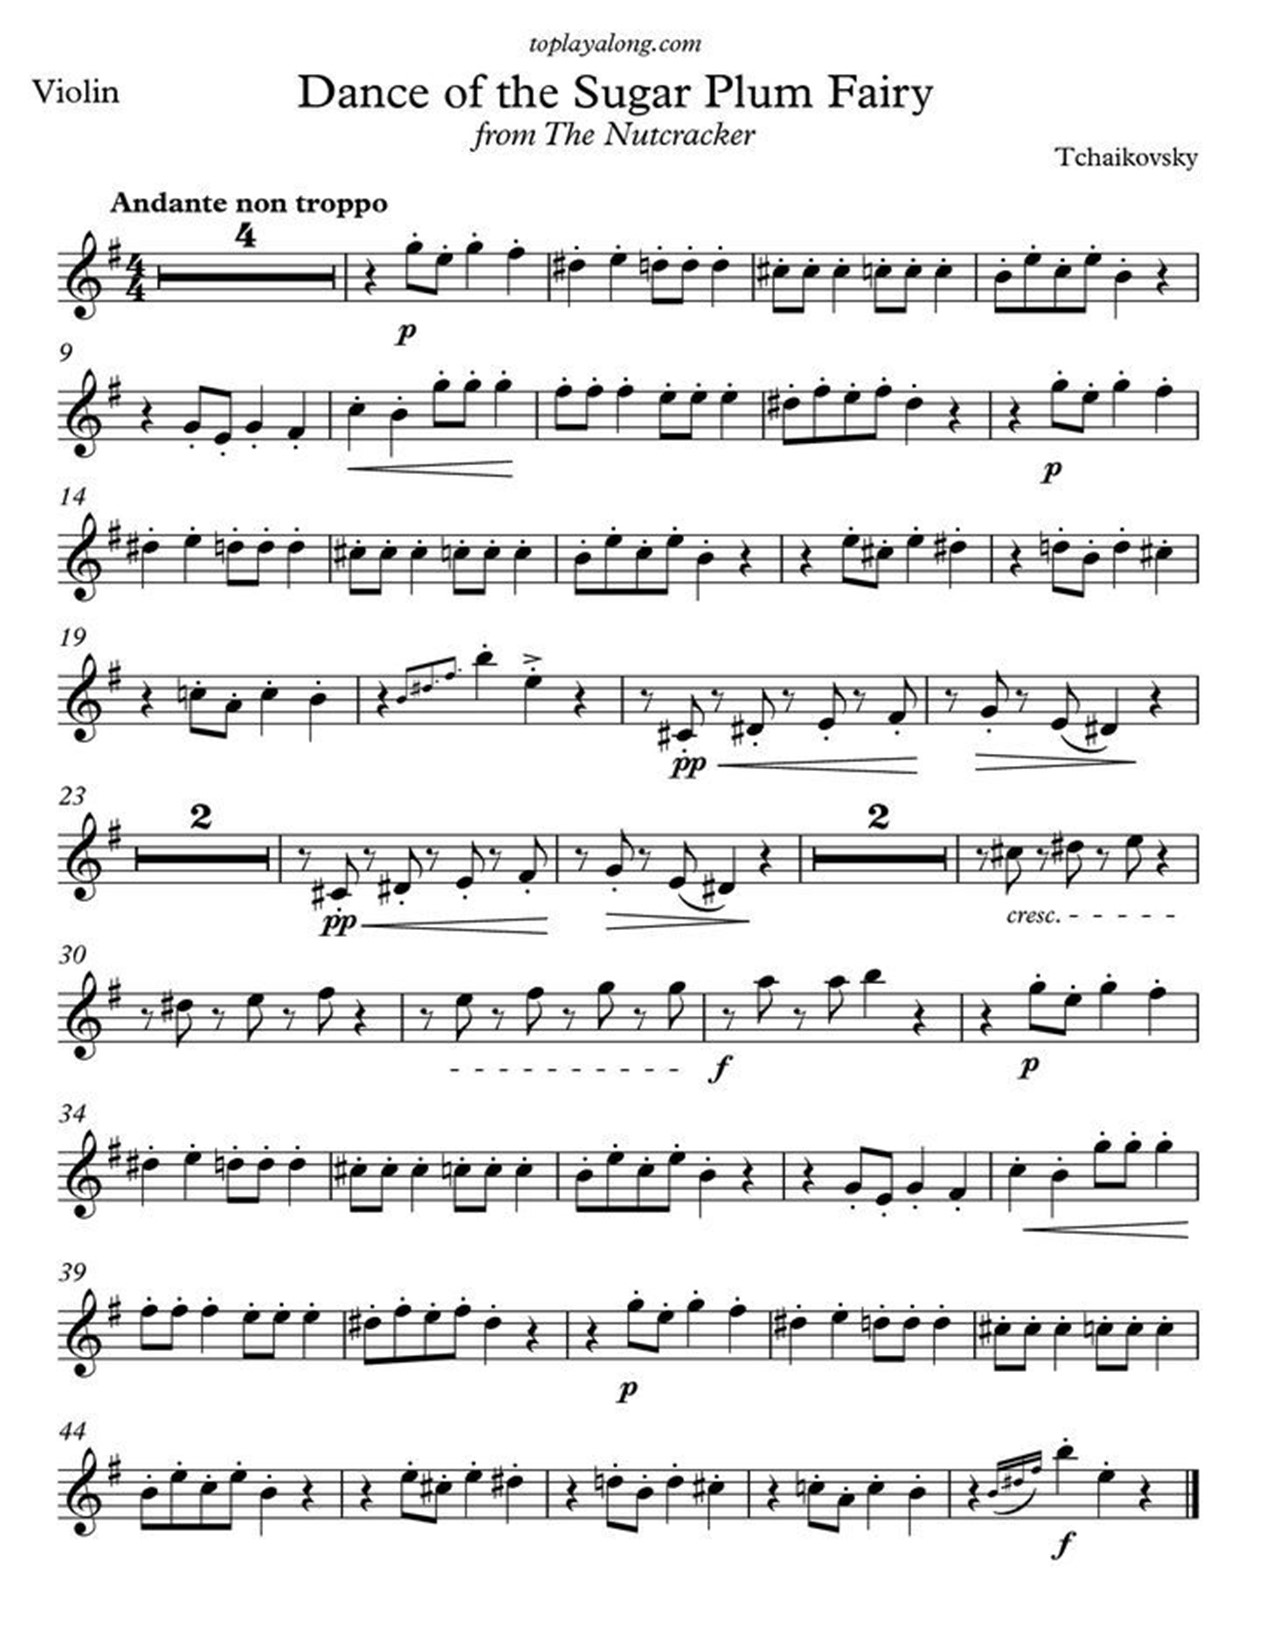 toplayalong.com
Violin
Dance of the Sugar Plum Fairy
from The Nutcracker
Tchaikovsky
Andante non troppo
4
4
4
p
9
p
14
19
pp
23
2
2
pp
cresc.
30
f
p
34
39
p
44
f